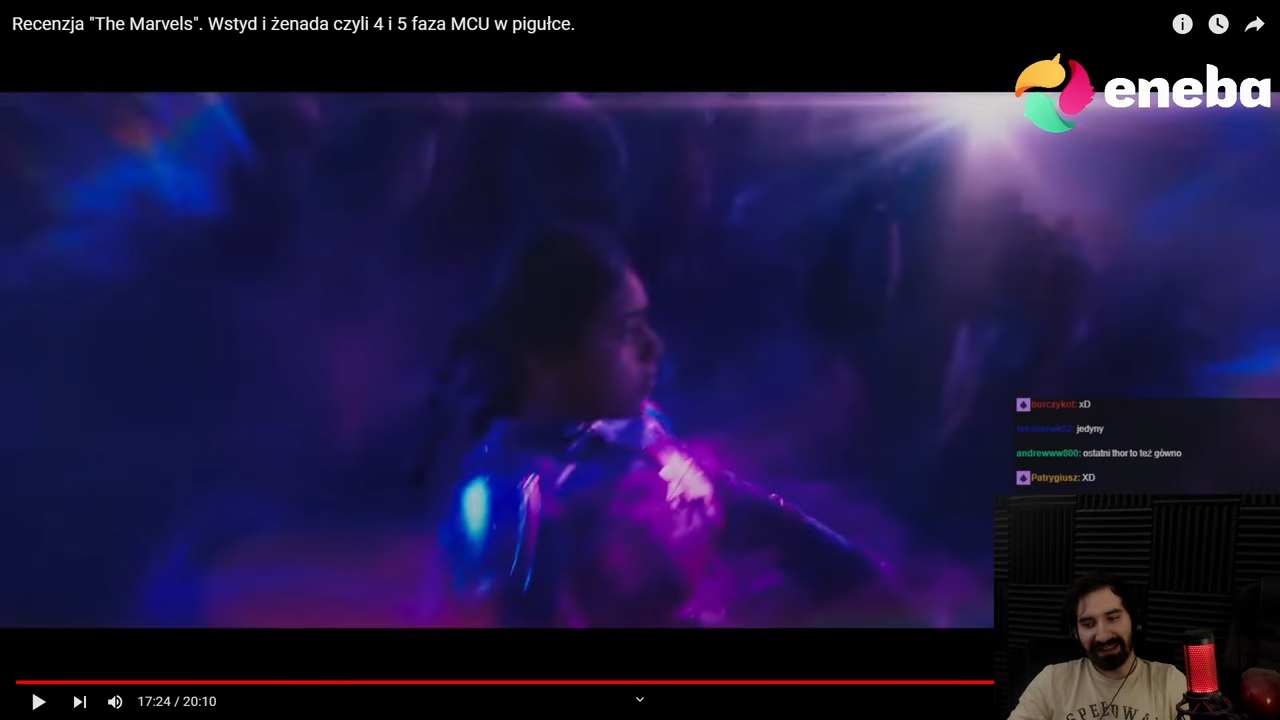 Recenzja "The Marvels". Wstyd i żenada czyli 4 i 5 faza MCU w pigułce.
eneba
burczykot: xD
jedyny
andrewww800: ostatni thor to też gówno
Patrygiusz: XD
17:24 / 20:10